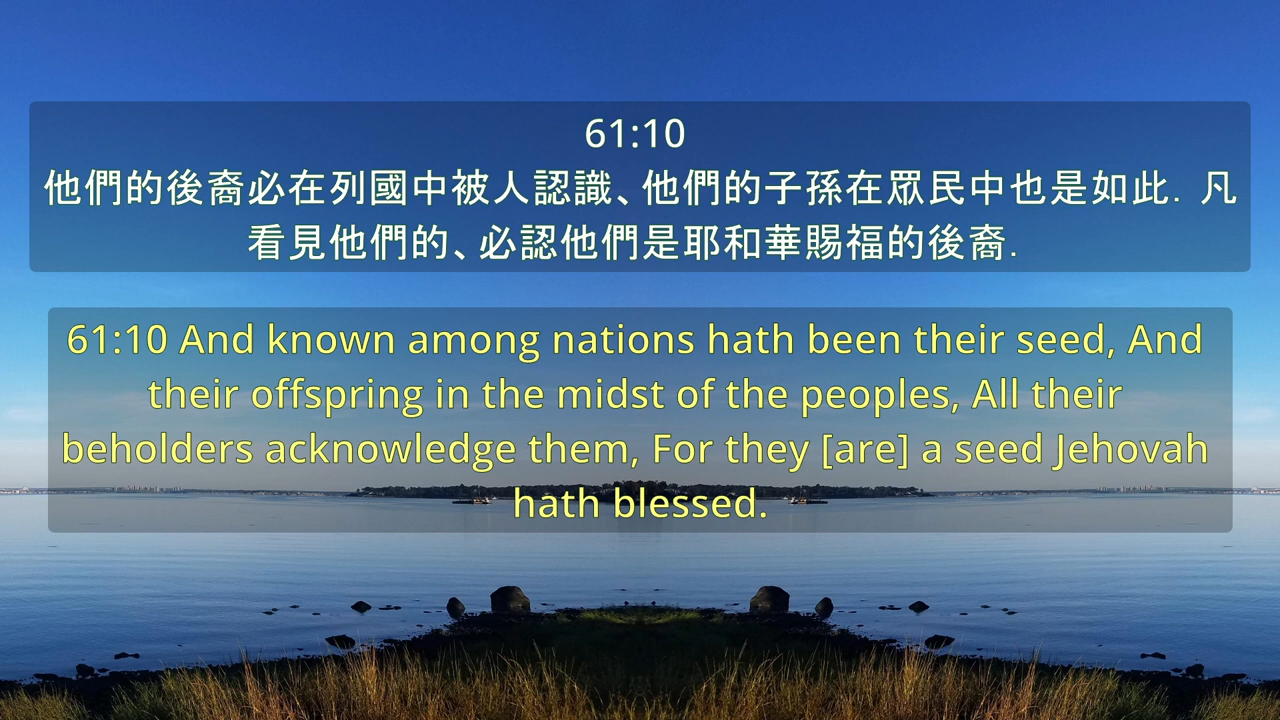 61:10
他們的後裔必在列國中被人認識、他們的子孫在眾民中也是如此. 凡
看見他們的、必認他們是耶和華賜福的後裔.
61:10 And known among nations hath been their seed, And
their offspring in the midst of the peoples, All their
beholders acknowledge them, For they [are] a seed Jehovah
hath blessed.